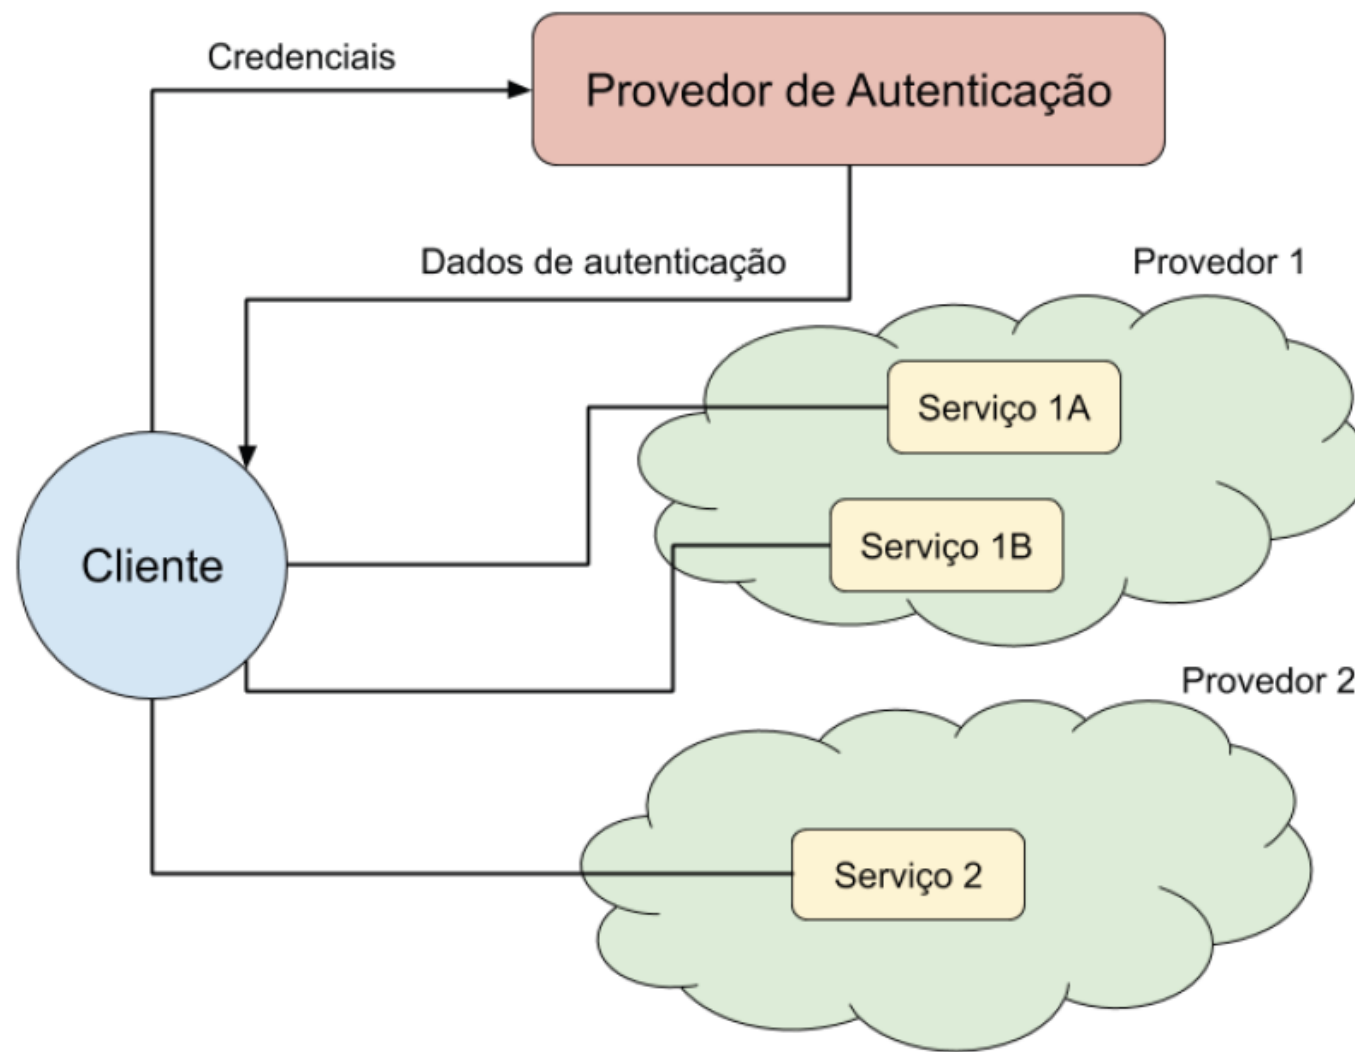 Credenciais
Provedor de Autenticação
Dados de autenticação
Provedor 1
Serviço 1A
Serviço 1B
Cliente
Provedor 2
Serviço 2